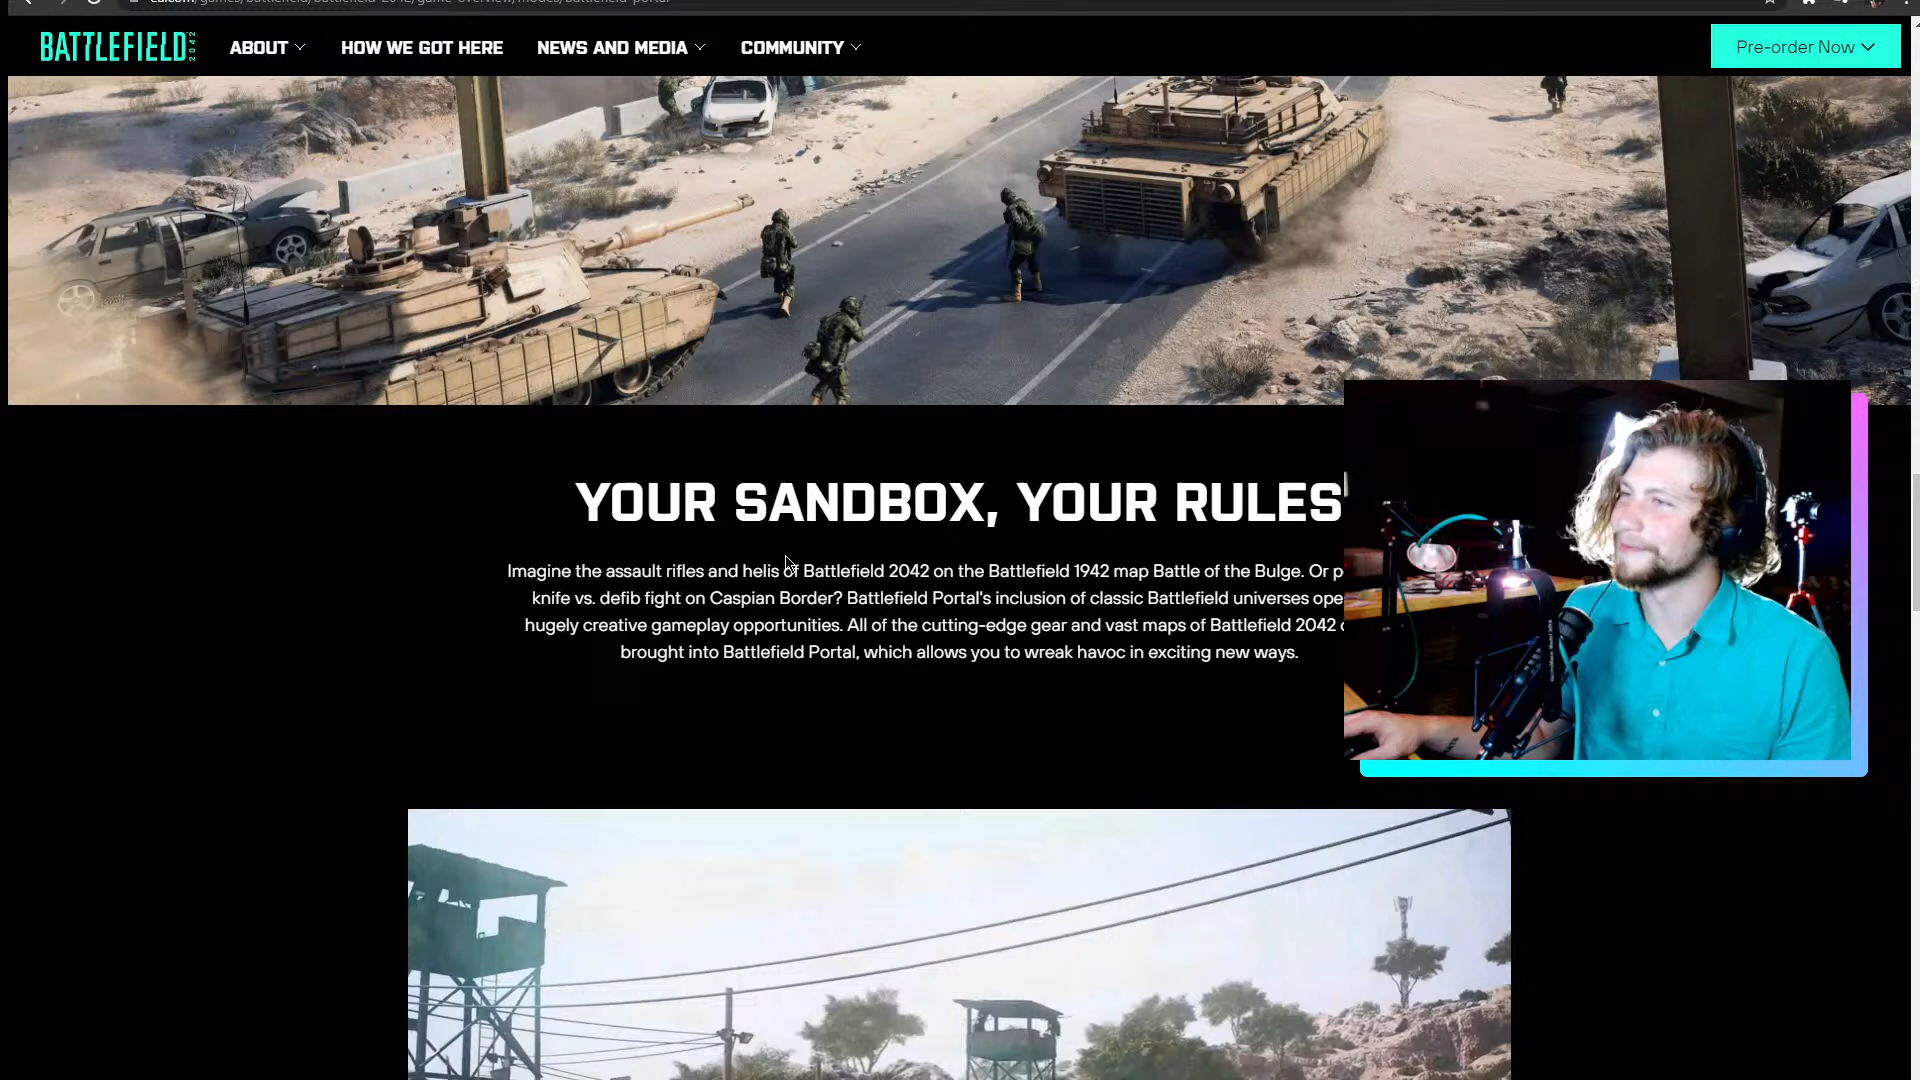 BATTLEFIELD 2042
ABOUT
HOW WE GOT HERE
NEWS AND MEDIA
COMMUNITY
Pre-order Now
YOUR SANDBOX, YOUR RULES
Imagine the assault rifles and helis of Battlefield 2042 on the Battlefield 1942 map Battle of the Bulge. Or
knife vs. defib fight on Caspian Border? Battlefield Portal's inclusion of classic Battlefield universes
hugely creative gameplay opportunities. All of the cutting-edge gear and vast maps of Battlefield 2042
brought into Battlefield Portal, which allows you to wreak havoc in exciting new ways.